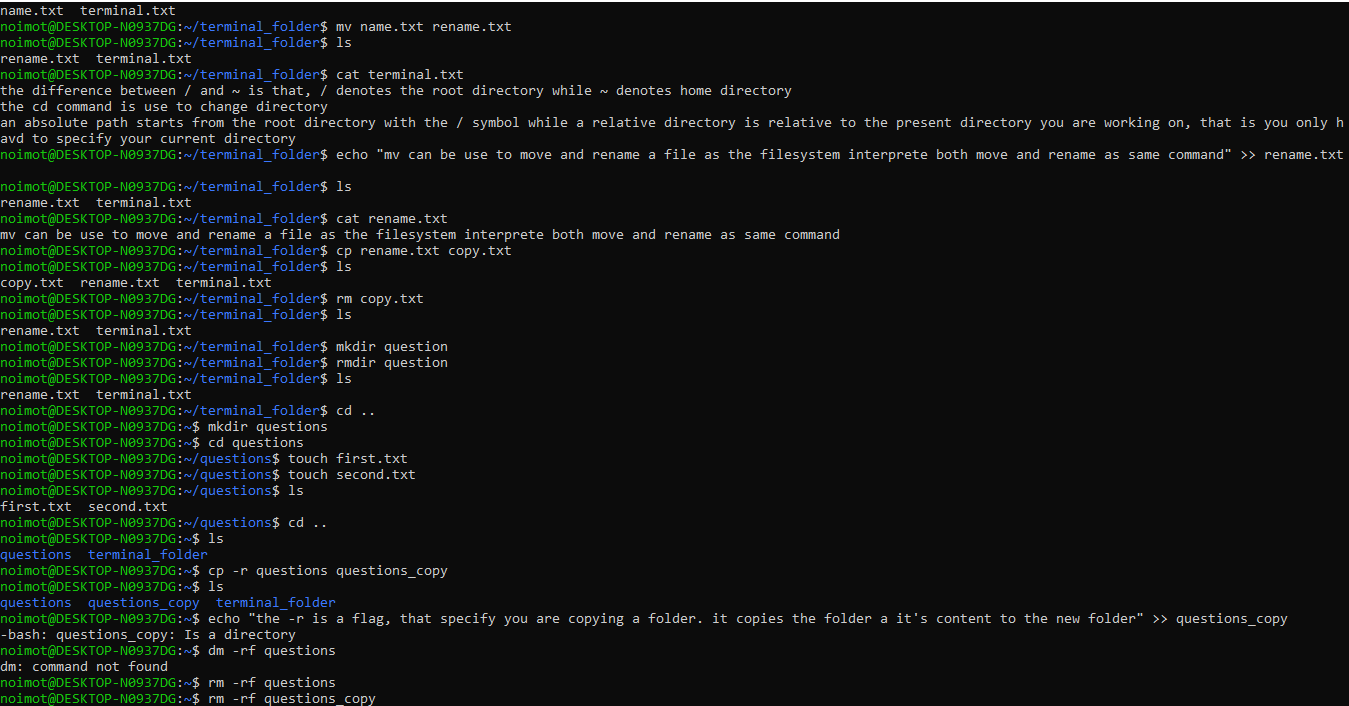 name.txt  terminal.txt
noimot@DESKTOP-N0937DG:~/terminal_folder$ mv name.txt rename.txt
noimot@DESKTOP-N0937DG:~/terminal_folder$ ls
rename.txt  terminal.txt
noimot@DESKTOP-N0937DG:~/terminal_folder$ cat terminal.txt
the difference between / and ~ is that, / denotes the root directory while ~ denotes home directory
the cd command is use to change directory
an absolute path starts from the root directory with the / symbol while a relative directory is relative to the present directory you are working on, that is you only h
avd to specify your current directory
noimot@DESKTOP-N0937DG:~/terminal_folder$ echo "mv can be use to move and rename a file as the filesystem interprete both move and rename as same command" >> rename.txt
noimot@DESKTOP-N0937DG:~/terminal_folder$ ls
rename.txt  terminal.txt
noimot@DESKTOP-N0937DG:~/terminal_folder$ cat rename.txt
mv can be use to move and rename a file as the filesystem interprete both move and rename as same command
noimot@DESKTOP-N0937DG:~/terminal_folder$ cp rename.txt copy.txt
noimot@DESKTOP-N0937DG:~/terminal_folder$ ls
copy.txt  rename.txt  terminal.txt
noimot@DESKTOP-N0937DG:~/terminal_folder$ rm copy.txt
noimot@DESKTOP-N0937DG:~/terminal_folder$ ls
rename.txt  terminal.txt
noimot@DESKTOP-N0937DG:~/terminal_folder$ mkdir question
noimot@DESKTOP-N0937DG:~/terminal_folder$ rmdir question
noimot@DESKTOP-N0937DG:~/terminal_folder$ ls
rename.txt  terminal.txt
noimot@DESKTOP-N0937DG:~/terminal_folder$ cd ..
noimot@DESKTOP-N0937DG:~$ mkdir questions
noimot@DESKTOP-N0937DG:~$ cd questions
noimot@DESKTOP-N0937DG:~/questions$ touch first.txt
noimot@DESKTOP-N0937DG:~/questions$ touch second.txt
noimot@DESKTOP-N0937DG:~/questions$ ls
first.txt  second.txt
noimot@DESKTOP-N0937DG:~/questions$ cd ..
noimot@DESKTOP-N0937DG:~$ ls
questions  terminal_folder
noimot@DESKTOP-N0937DG:~$ cp -r questions questions_copy
noimot@DESKTOP-N0937DG:~$ ls
questions  questions_copy  terminal_folder
noimot@DESKTOP-N0937DG:~$ echo "the -r is a flag, that specify you are copying a folder. it copies the folder a it's content to the new folder" >> questions_copy
-bash: questions_copy: Is a directory
noimot@DESKTOP-N0937DG:~$ dm -rf questions
dm: command not found
noimot@DESKTOP-N0937DG:~$ rm -rf questions
noimot@DESKTOP-N0937DG:~$ rm -rf questions_copy